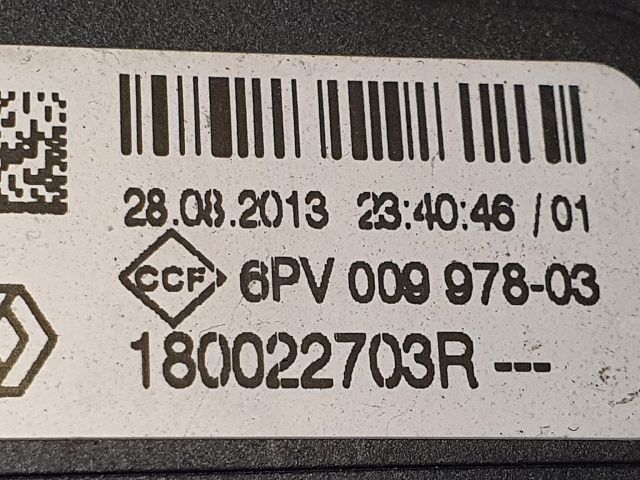 28.08.2013 23:40:46 /01
CCF 6PV 009 978-03
180022703R ---